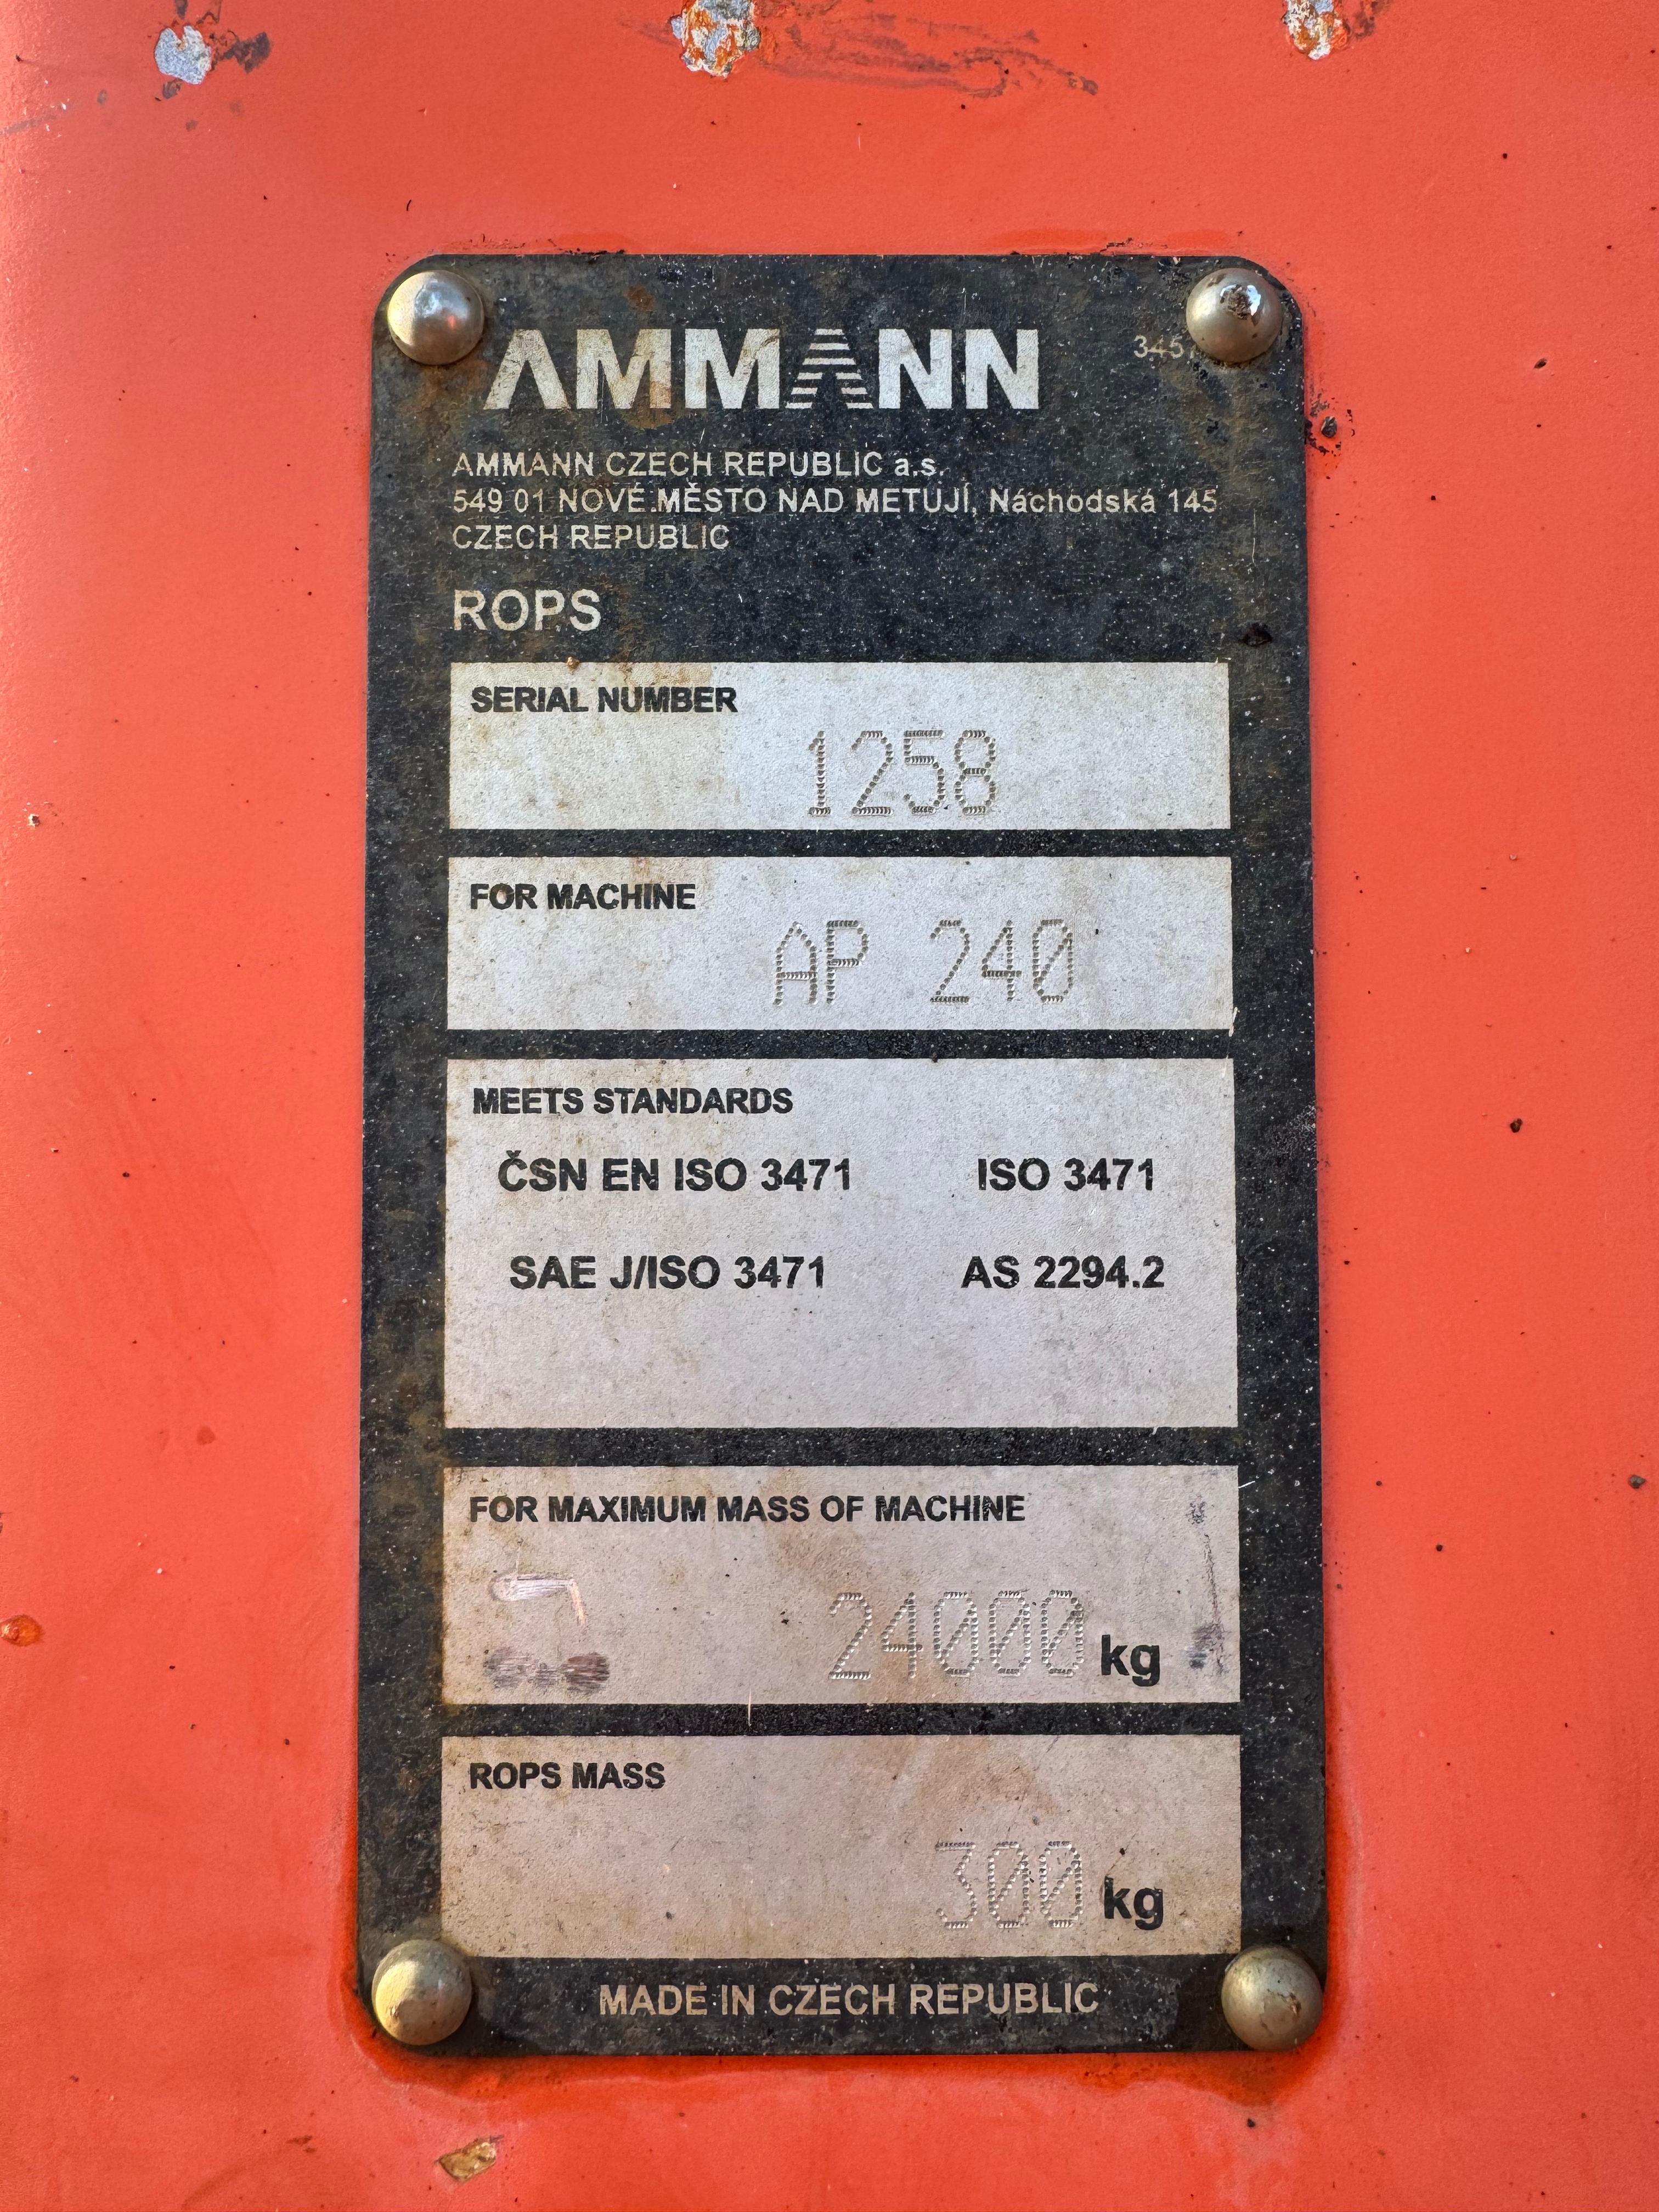 AMMANN
AMMANN CZECH REPUBLIC a.s.
549 01 NOVÉ MĚSTO NAD METUJÍ, Náchodská 145
CZECH REPUBLIC
ROPS
SERIAL NUMBER
1258
FOR MACHINE
AP 240
MEETS STANDARDS
ČSN EN ISO 3471 ISO 3471
SAE J/ISO 3471 AS 2294.2
FOR MAXIMUM MASS OF MACHINE
24000 kg
ROPS MASS
300 kg
MADE IN CZECH REPUBLIC